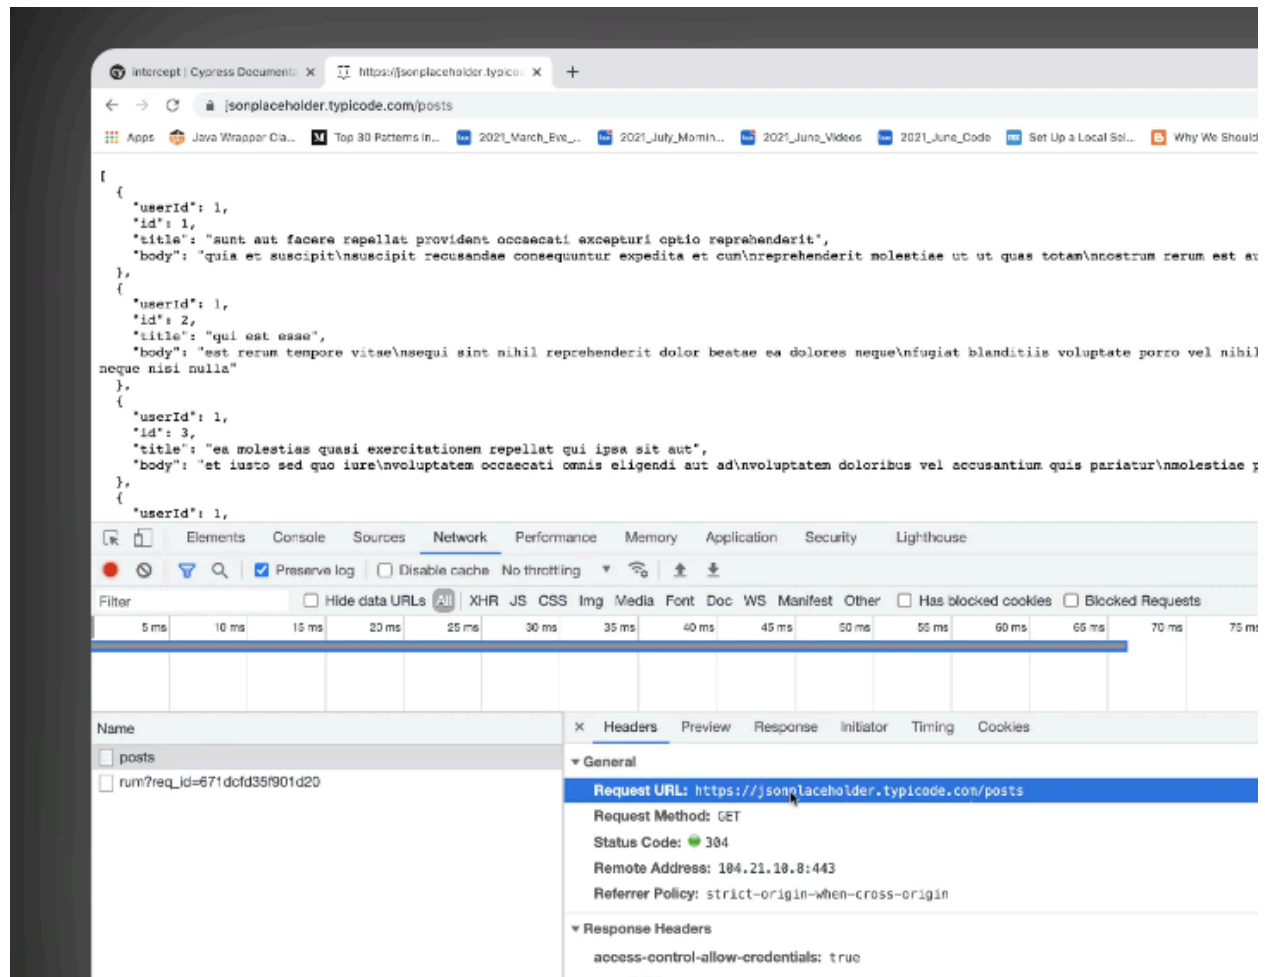 intercept | Cypress Documenta
https://jsonplaceholder.typico
jsonplaceholder.typicode.com/posts
Apps Java Wrapper Cla... Top 30 Patterns in... 2021_March_Eve_... 2021_July_Mornin... 2021_June_Videos 2021_June_Code Set Up a Local Sel... Why We Should
[
{
"userId": 1,
"id": 1,
"title": "sunt aut facere repellat provident occaecati excepturi optio reprehenderit",
"body": "quia et suscipit\nsuscipit recusandae consequuntur expedita et cum\nreprehenderit molestiae ut ut quas totam\nnostrum rerum est au
},
{
"userId": 1,
"id": 2,
"title": "qui est esse",
"body": "est rerum tempore vitae\nsequi sint nihil reprehenderit dolor beatae ea dolores neque\nfugiat blanditiis voluptate porro vel nihil
neque nisi nulla"
},
{
"userId": 1,
"id": 3,
"title": "ea molestias quasi exercitationem repellat qui ipsa sit aut",
"body": "et iusto sed quo iure\nvoluptatem occaecati omnis eligendi aut ad\nvoluptatem doloribus vel accusantium quis pariatur\nmolestiae p
},
{
"userId": 1,
Elements Console Sources Network Performance Memory Application Security Lighthouse
Preserve log Disable cache No throttling
Filter Hide data URLs All XHR JS CSS Img Media Font Doc WS Manifest Other Has blocked cookies Blocked Requests
5 ms 10 ms 15 ms 20 ms 25 ms 30 ms 35 ms 40 ms 45 ms 50 ms 55 ms 60 ms 65 ms 70 ms 75 ms
Name
Headers Preview Response Initiator Timing Cookies
posts
General
rum?req_id=671dcfd35f901d20
Request URL: https://jsonplaceholder.typicode.com/posts
Request Method: GET
Status Code: 304
Remote Address: 104.21.10.8:443
Referrer Policy: strict-origin-when-cross-origin
Response Headers
access-control-allow-credentials: true